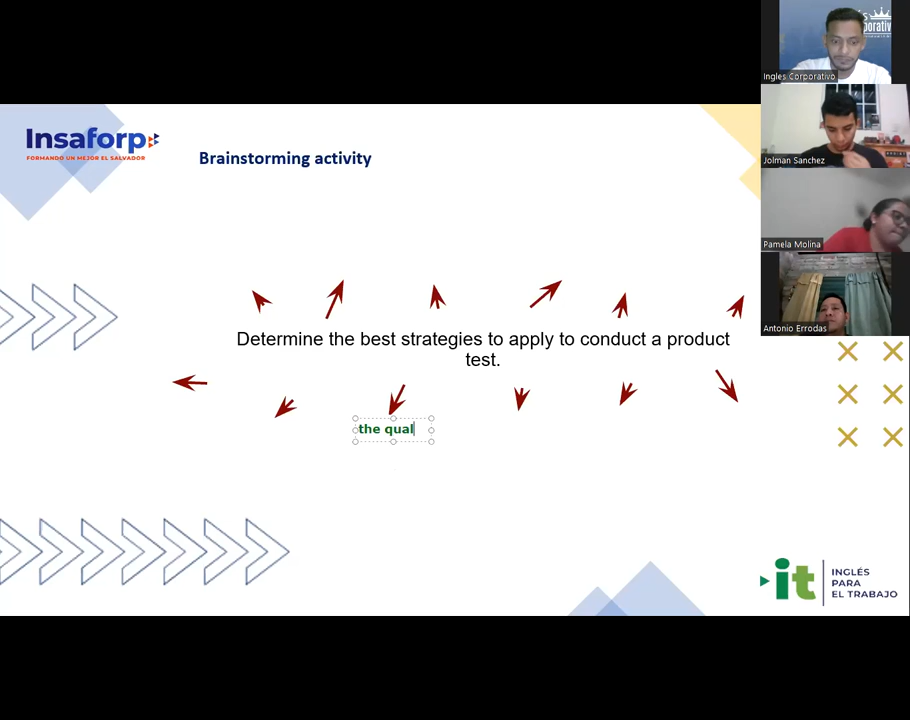 Insaforp
FORMANDO UN MEJOR EL SALVADOR
Brainstorming activity
Determine the best strategies to apply to conduct a product
test.
the qual
Ingles Corporativo
Jolman Sanchez
Pamela Molina
Antonio Errodas
it
INGLÉS
PARA
EL TRABAJO